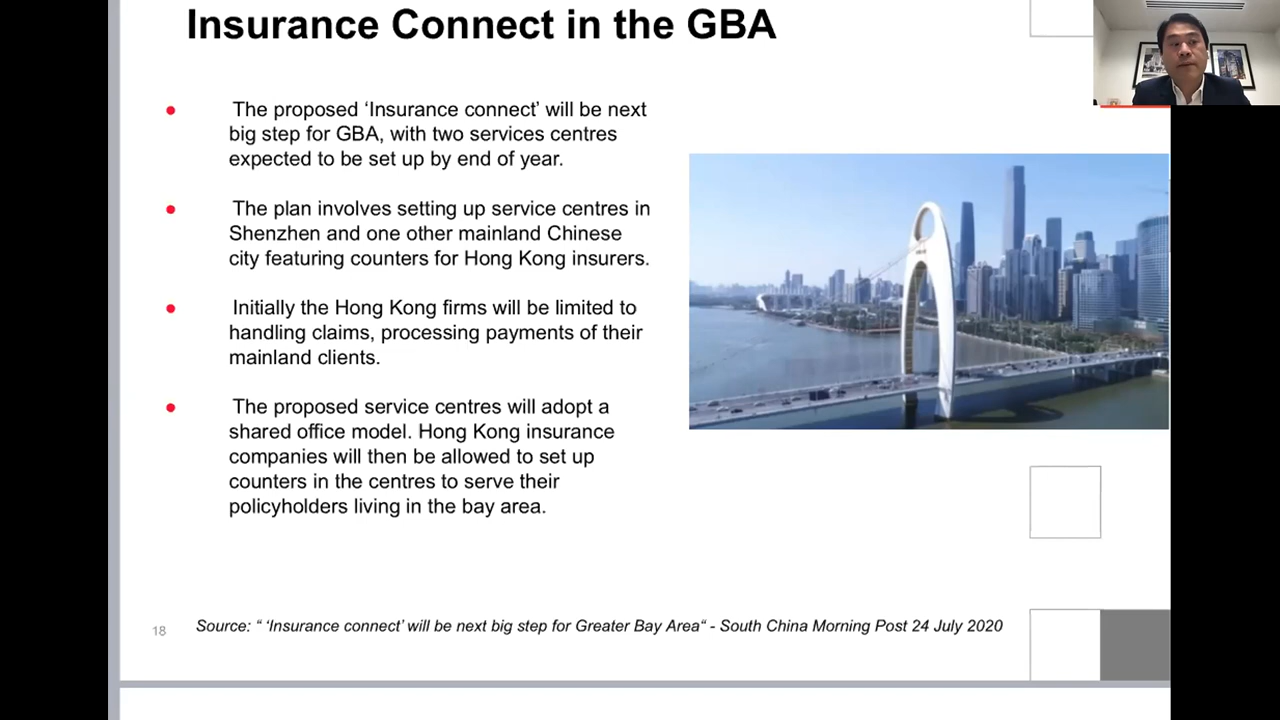 Insurance Connect in the GBA
● The proposed ‘Insurance connect’ will be next
big step for GBA, with two services centres
expected to be set up by end of year.
● The plan involves setting up service centres in
Shenzhen and one other mainland Chinese
city featuring counters for Hong Kong insurers.
● Initially the Hong Kong firms will be limited to
handling claims, processing payments of their
mainland clients.
● The proposed service centres will adopt a
shared office model. Hong Kong insurance
companies will then be allowed to set up
counters in the centres to serve their
policyholders living in the bay area.
18
Source: “ ‘Insurance connect’ will be next big step for Greater Bay Area“ - South China Morning Post 24 July 2020